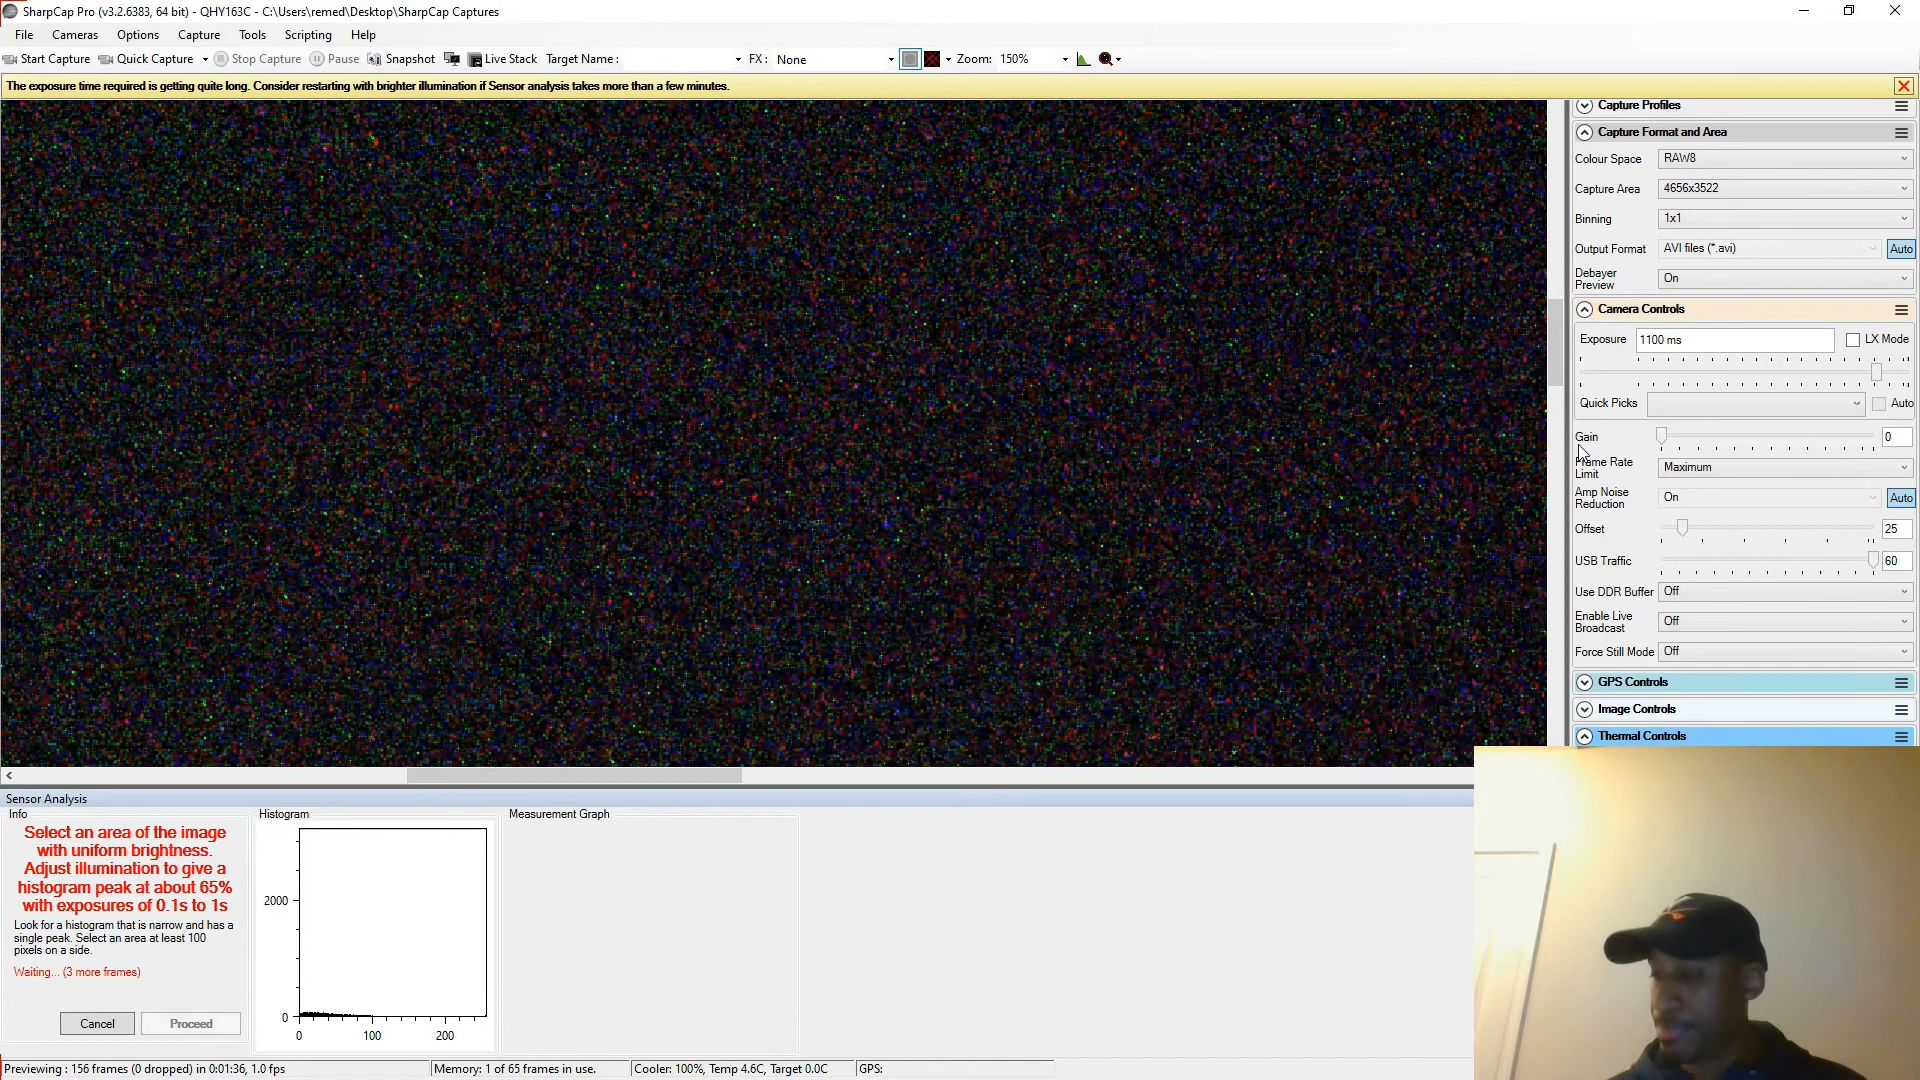 SharpCap Pro (v3.2.6383, 64 bit) - QHY163C - C:\Users\remed\Desktop\SharpCap Captures
File Cameras Options Capture Tools Scripting Help
Start Capture Quick Capture Stop Capture Pause Snapshot Live Stack Target Name : FX: None Zoom: 150%
The exposure time required is getting quite long. Consider restarting with brighter illumination if Sensor analysis takes more than a few minutes.
Capture Profiles
Capture Format and Area
Colour Space RAW8
Capture Area 4656x3522
Binning 1x1
Output Format AVI files (*.avi) Auto
Debayer
Preview
On
Camera Controls
Exposure 1100 ms LX Mode
Quick Picks Auto
Gain 0
Frame Rate
Limit
Maximum
Amp Noise
Reduction
On Auto
Offset 25
USB Traffic 60
Use DDR Buffer Off
Enable Live
Broadcast
Off
Force Still Mode Off
GPS Controls
Image Controls
Thermal Controls
Sensor Analysis
Info
Select an area of the image
with uniform brightness.
Adjust illumination to give a
histogram peak at about 65%
with exposures of 0.1s to 1s
Look for a histogram that is narrow and has a
single peak. Select an area at least 100
pixels on a side.
Waiting... (3 more frames)
Cancel Proceed
Histogram
2000
0
0 100 200
Measurement Graph
Previewing : 156 frames (0 dropped) in 0:01:36, 1.0 fps
Memory: 1 of 65 frames in use.
Cooler: 100%, Temp 4.6C, Target 0.0C
GPS: